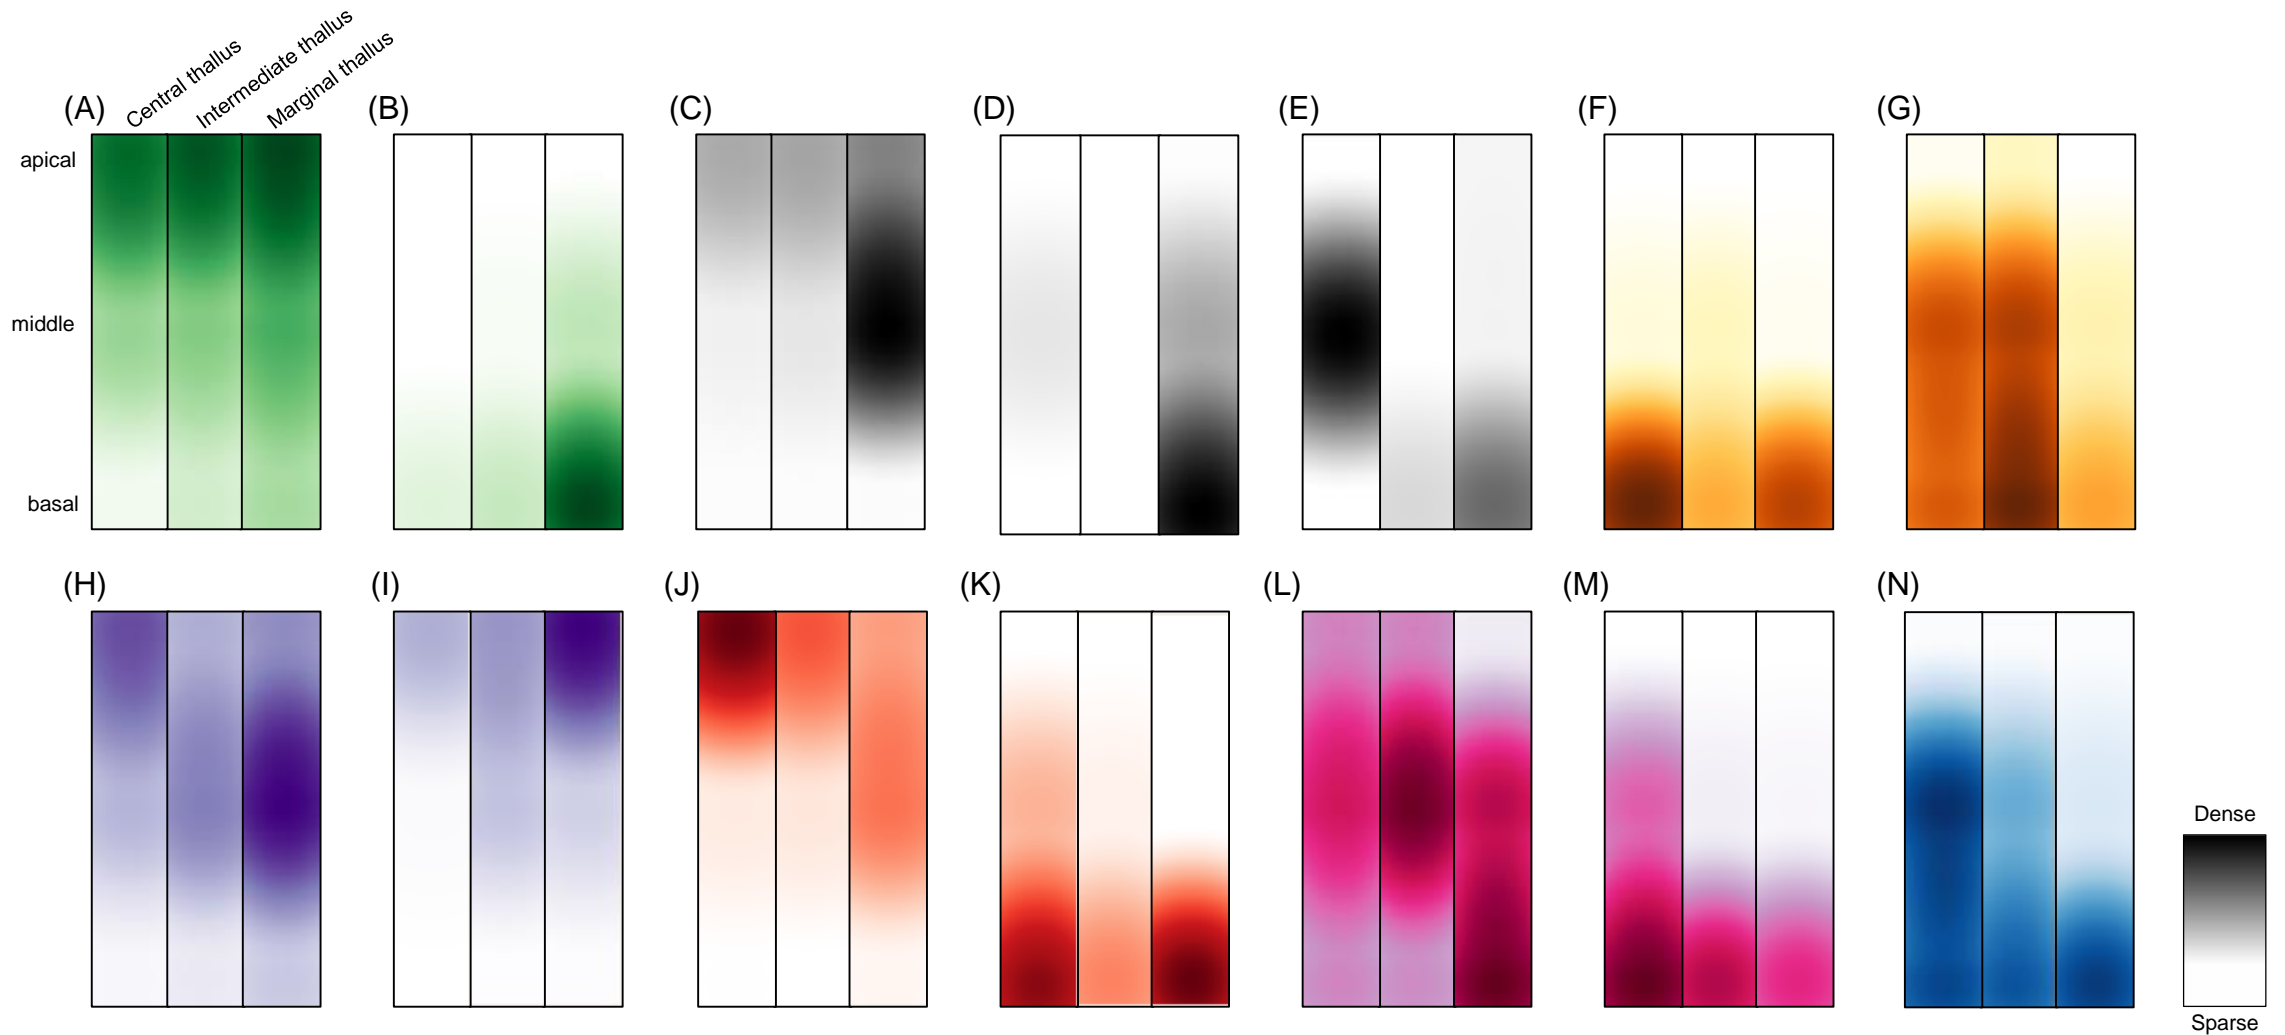 Central thallus
Intermediate thallus
Marginal thallus
(A)
(B)
(C)
(D)
(E)
(F)
(G)
apical
middle
basal
(H)
(I)
(J)
(K)
(L)
(M)
(N)
Dense
Sparse